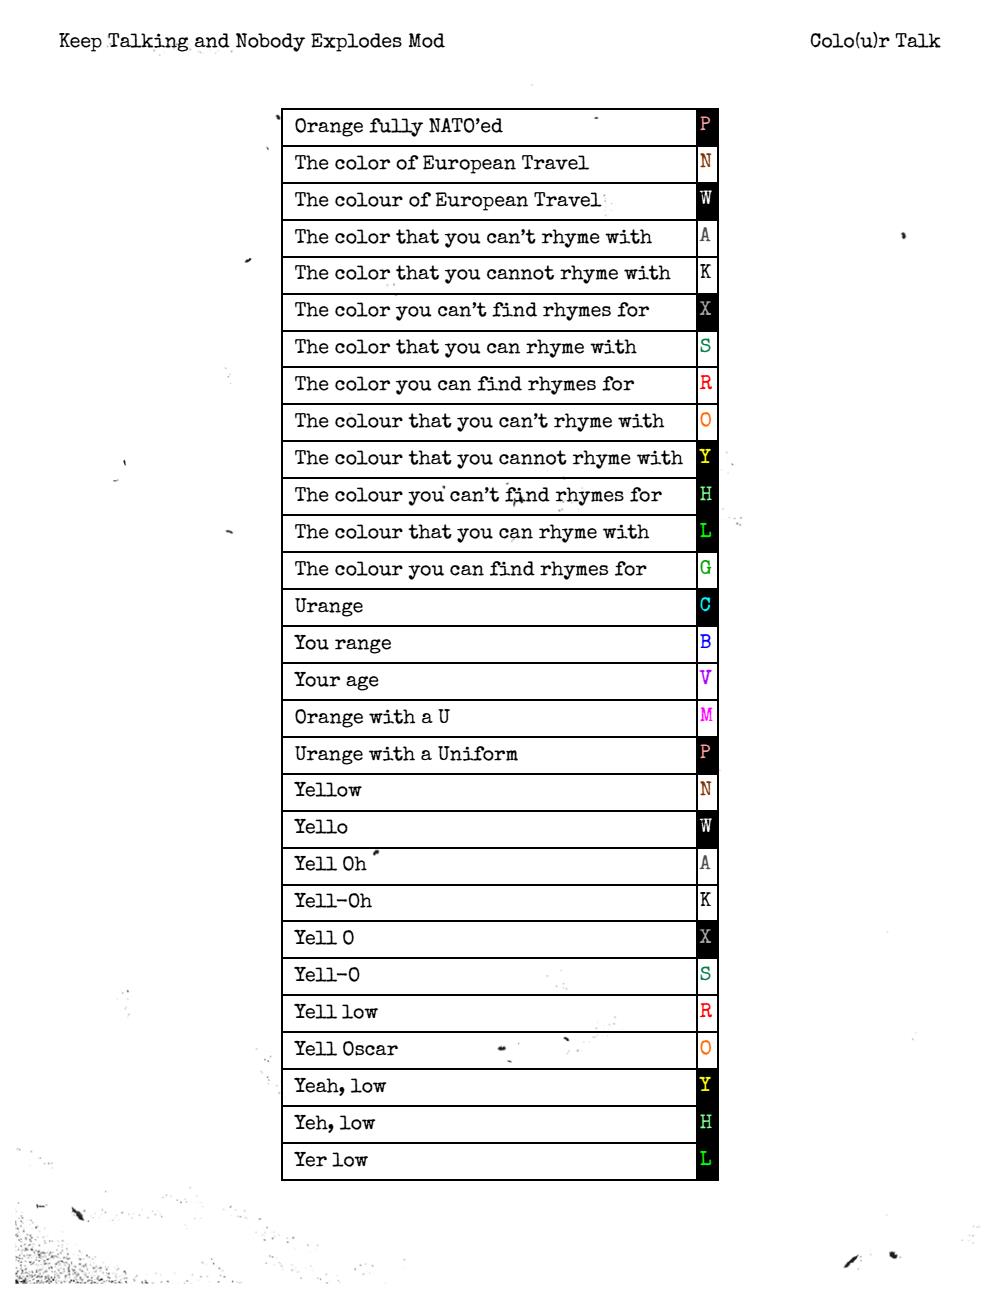 Keep Talking and Nobody Explodes Mod Colo(u)r Talk
Orange fully NATO'ed P
The color of European Travel N
The colour of European Travel W
The color that you can't rhyme with A
The color that you cannot rhyme with K
The color you can't find rhymes for X
The color that you can rhyme with S
The color you can find rhymes for R
The colour that you can't rhyme with O
The colour that you cannot rhyme with Y
The colour you can't find rhymes for H
The colour that you can rhyme with L
The colour you can find rhymes for G
Urange C
You range B
Your age V
Orange with a U M
Urange with a Uniform P
Yellow N
Yello W
Yell Oh A
Yell-Oh K
Yell O X
Yell-O S
Yell low R
Yell Oscar O
Yeah, low Y
Yeh, low H
Yer low L